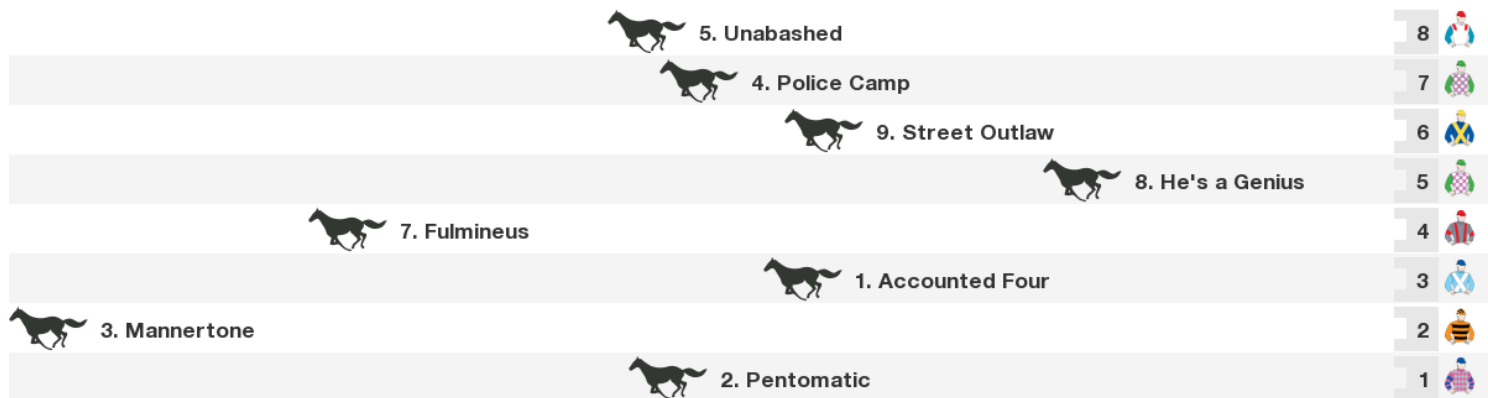 5. Unabashed 8
4. Police Camp 7
9. Street Outlaw 6
8. He's a Genius 5
7. Fulmineus 4
1. Accounted Four 3
3. Mannertone 2
2. Pentomatic 1